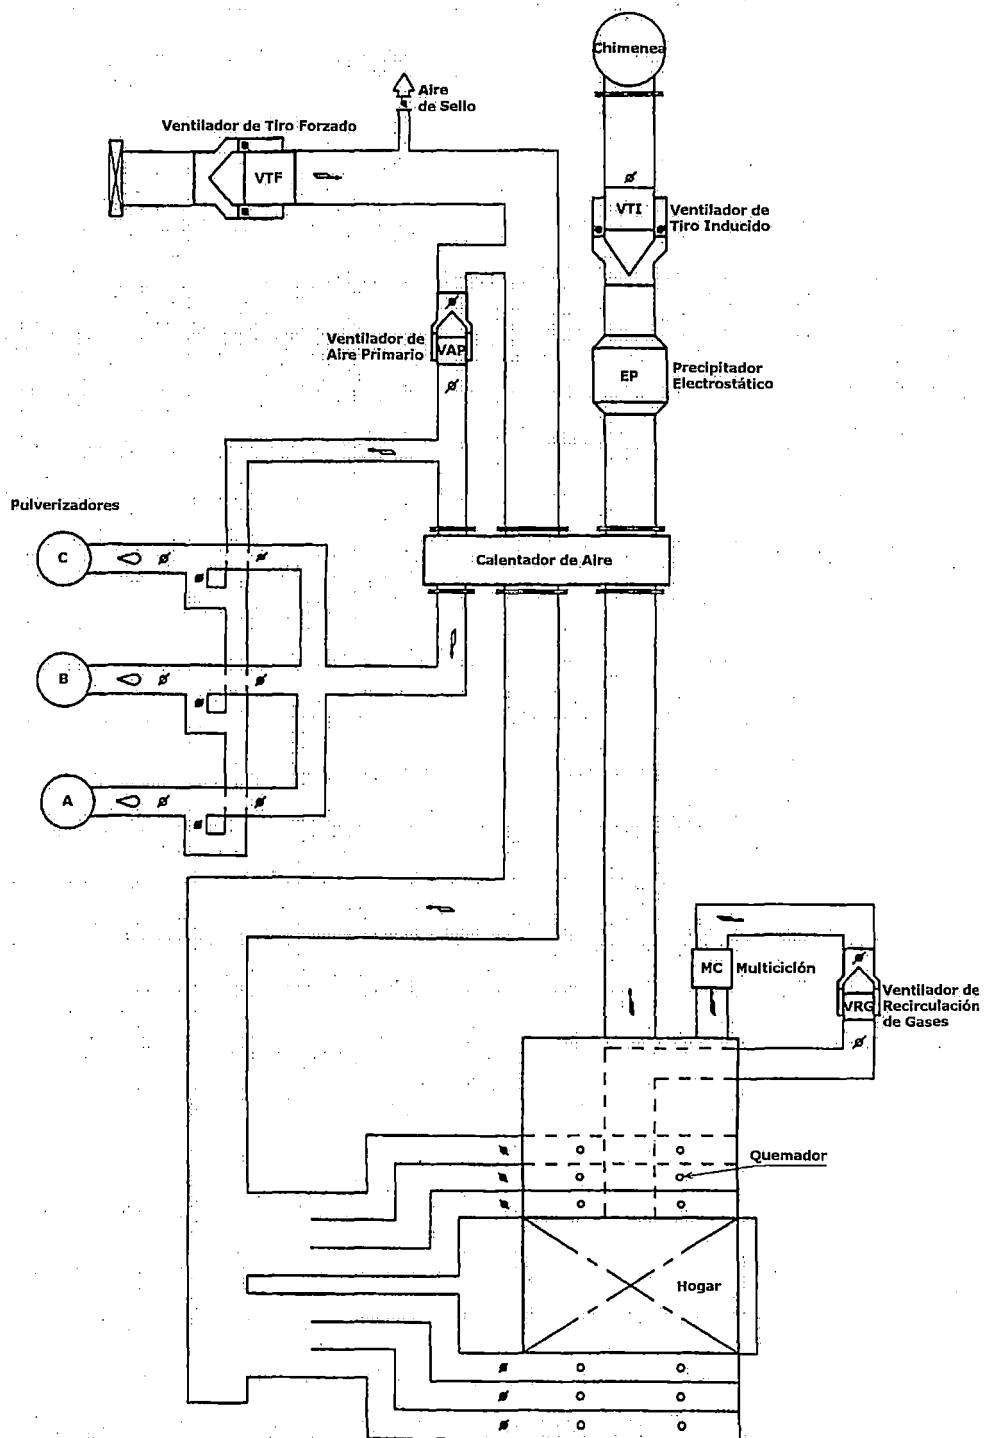 Chimenea
Aire
de Sello
Ventilador de Tiro Forzado
VTF
VTI
Ventilador de
Tiro Inducido
Ventilador de
Aire Primario
VAP
EP
Precipitador
Electrostático
Pulverizadores
C
Calentador de Aire
B
A
MC
Multiciclón
VRG
Ventilador de
Recirculación
de Gases
Quemador
Hogar